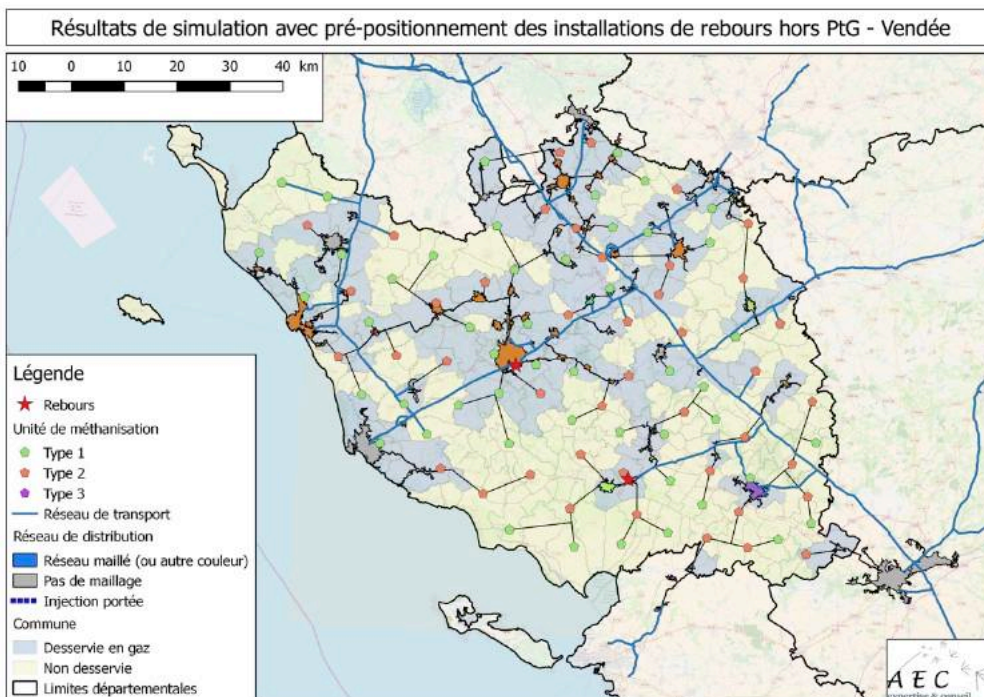 Résultats de simulation avec pré-positionnement des installations de rebours hors PtG - Vendée
10 0 10 20 30 40 km
Légende
Rebours
Unité de méthanisation
Type 1
Type 2
Type 3
Réseau de transport
Réseau de distribution
Réseau maillé (ou autre couleur)
Pas de maillage
Injection portée
Commune
Desservie en gaz
Non desservie
Limites départementales
AEC